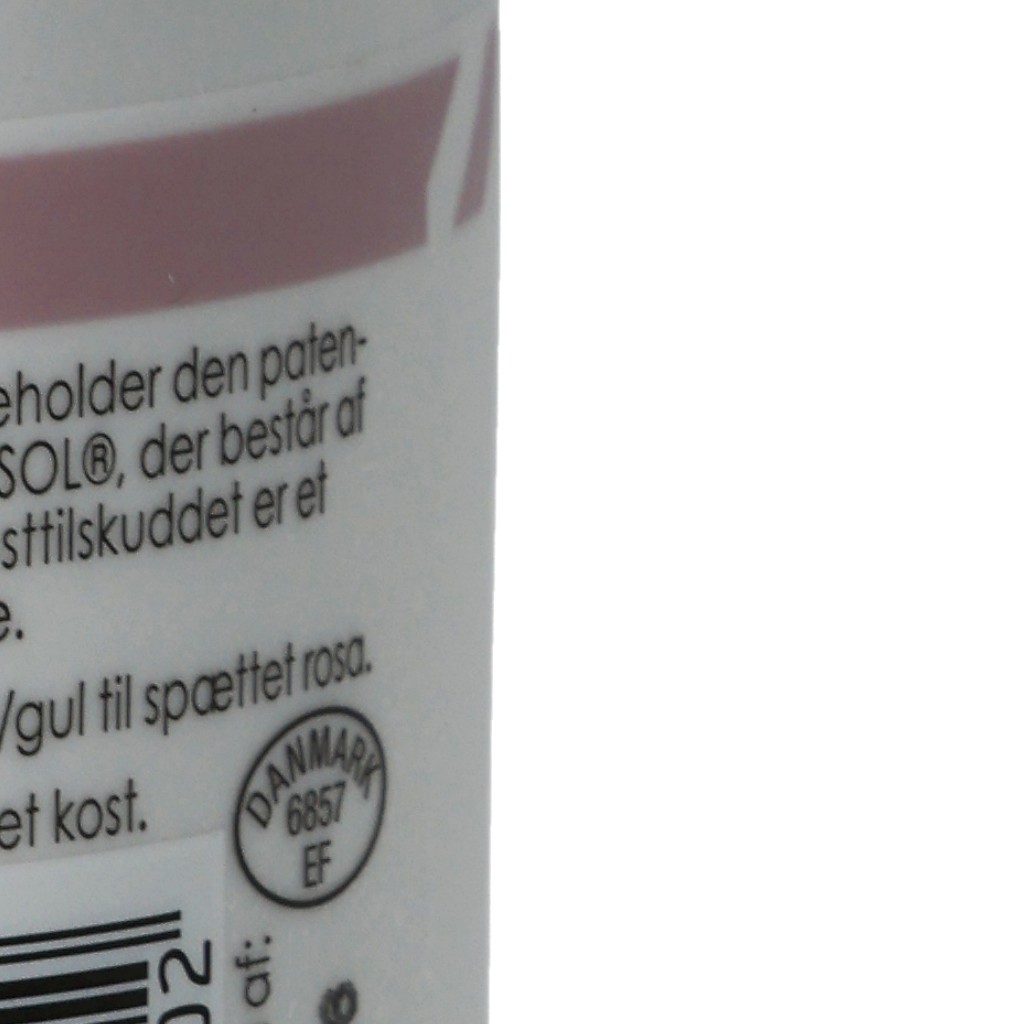 eholder den paten-
SOL®, der består af
sttilskuddet er et
e.
/gul til spættet rosa.
et kost.
DANMARK
6857
EF
02
af:
®